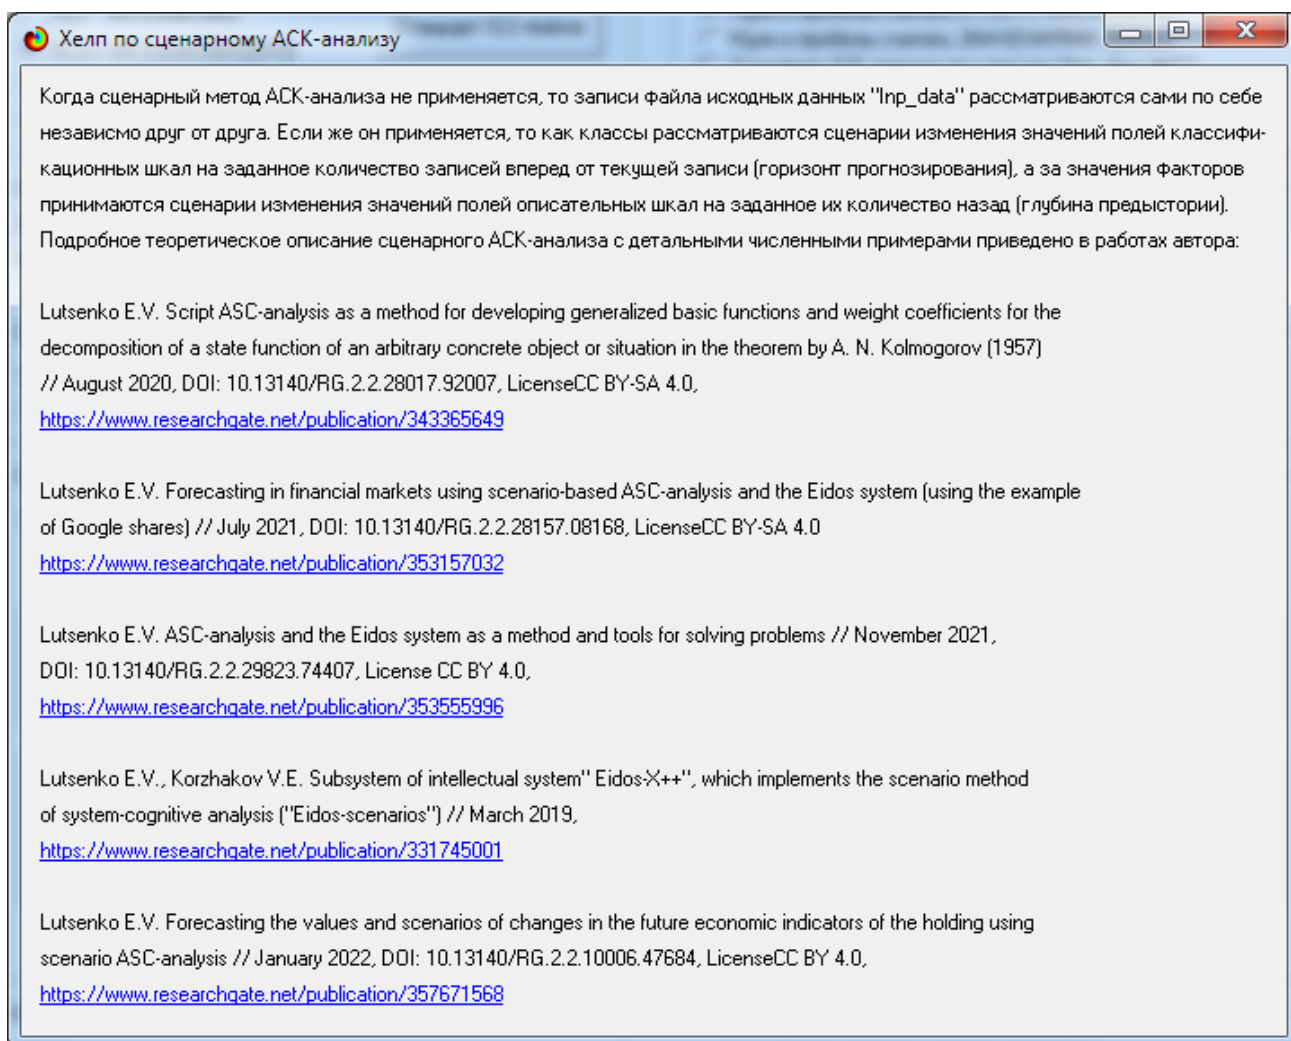 Хелп по сценарному АСК-анализу
Когда сценарный метод АСК-анализа не применяется, то записи файла исходных данных "Inp_data" рассматриваются сами по себе
независмо друг от друга. Если же он применяется, то как классы рассматриваются сценарии изменения значений полей классифи-
кационных шкал на заданное количество записей вперед от текущей записи (горизонт прогнозирования), а за значения факторов
принимаются сценарии изменения значений полей описательных шкал на заданное их количество назад (глубина предыстории).
Подробное теоретическое описание сценарного АСК-анализа с детальными численными примерами приведено в работах автора:
Lutsenko E.V. Script ASC-analysis as a method for developing generalized basic functions and weight coefficients for the
decomposition of a state function of an arbitrary concrete object or situation in the theorem by A. N. Kolmogorov (1957)
// August 2020, DOI: 10.13140/RG.2.2.28017.92007, LicenseCC BY-SA 4.0,
https://www.researchgate.net/publication/343365649
Lutsenko E.V. Forecasting in financial markets using scenario-based ASC-analysis and the Eidos system (using the example
of Google shares) // July 2021, DOI: 10.13140/RG.2.2.28157.08168, LicenseCC BY-SA 4.0
https://www.researchgate.net/publication/353157032
Lutsenko E.V. ASC-analysis and the Eidos system as a method and tools for solving problems // November 2021,
DOI: 10.13140/RG.2.2.29823.74407, License CC BY 4.0,
https://www.researchgate.net/publication/353555996
Lutsenko E.V., Korzhakov V.E. Subsystem of intellectual system" Eidos-X++", which implements the scenario method
of system-cognitive analysis ("Eidos-scenarios") // March 2019,
https://www.researchgate.net/publication/331745001
Lutsenko E.V. Forecasting the values and scenarios of changes in the future economic indicators of the holding using
scenario ASC-analysis // January 2022, DOI: 10.13140/RG.2.2.10006.47684, LicenseCC BY 4.0,
https://www.researchgate.net/publication/357671568